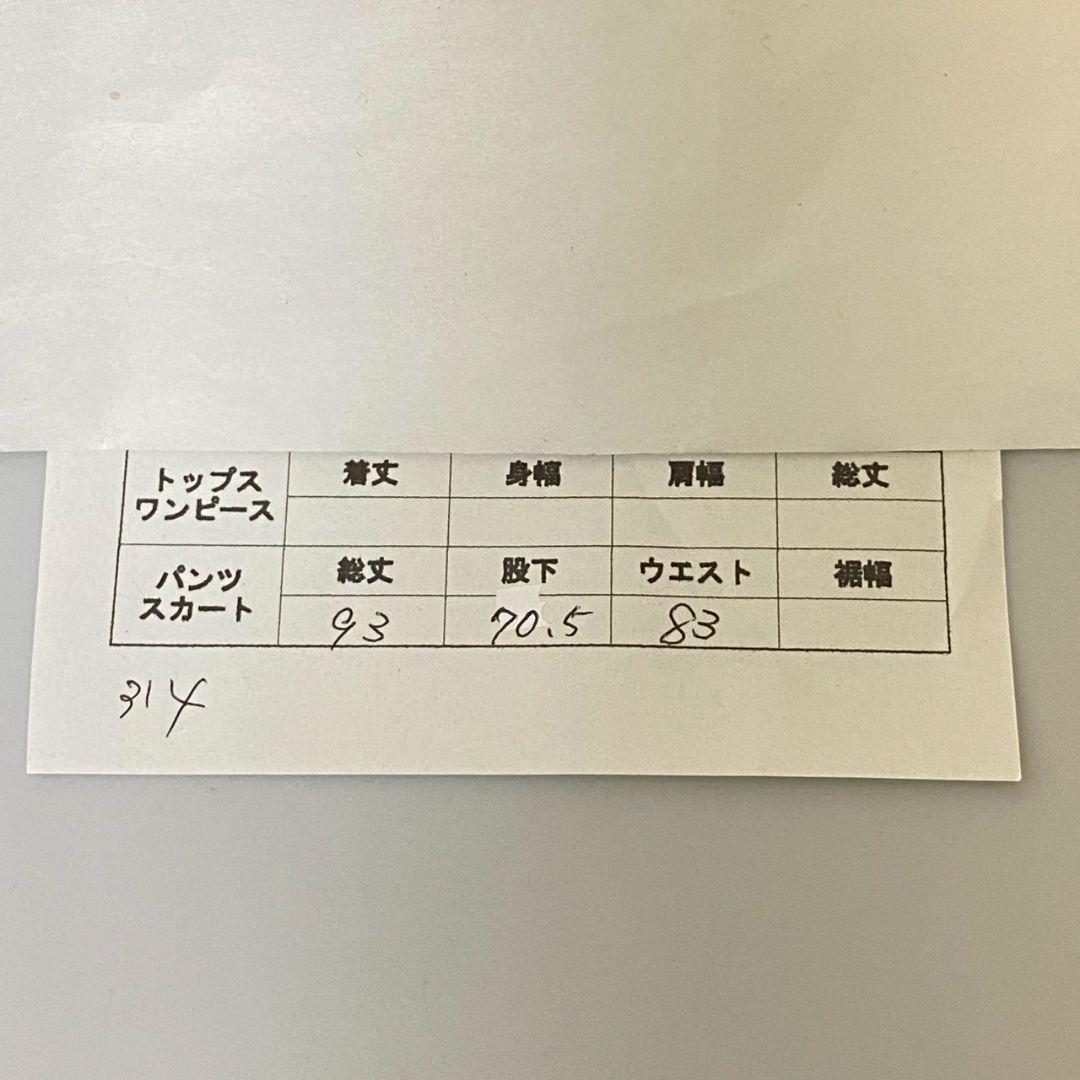 トップス ワンピース 着丈 身幅 肩幅 総丈
パンツ スカート 総丈 股下 ウエスト 裾幅
93 70.5 83
314